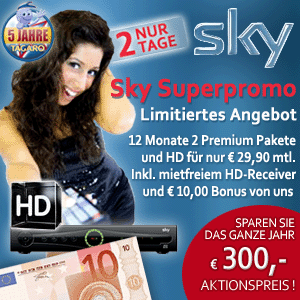 5 JAHRE
TAGARO
2 NUR
TAGE
sky
Sky Superpromo
Limitiertes Angebot
12 Monate 2 Premium Pakete
und HD für nur € 29,90 mtl.
Inkl. mietfreiem HD-Receiver
und € 10,00 Bonus von uns
HD
sky
SPAREN SIE
DAS GANZE JAHR
€ 300,-
AKTIONSPREIS !
10